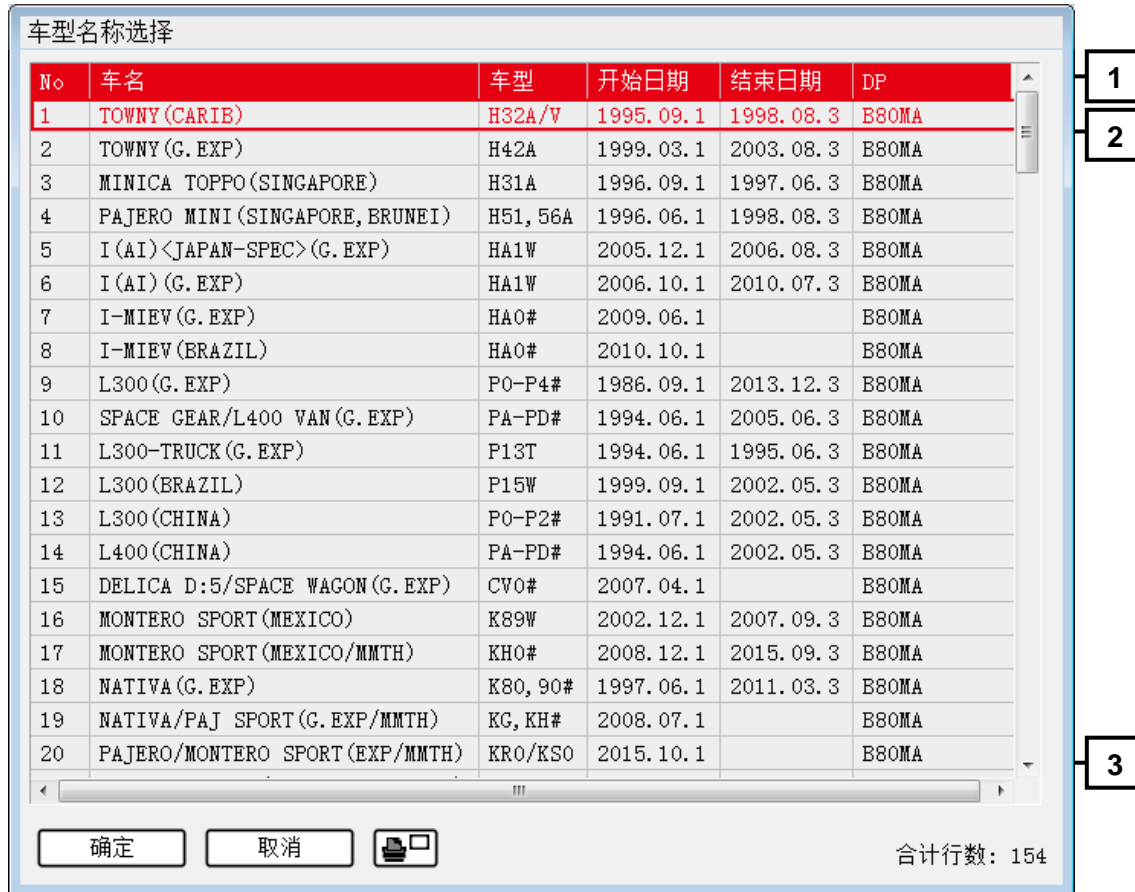 车型名称选择
No 车名 车型 开始日期 结束日期 DP
1 TOWNY(CARIB) H32A/V 1995.09.1 1998.08.3 B80MA
2 TOWNY(G.EXP) H42A 1999.03.1 2003.08.3 B80MA
3 MINICA TOPPO(SINGAPORE) H31A 1996.09.1 1997.06.3 B80MA
4 PAJERO MINI(SINGAPORE,BRUNEI) H51,56A 1996.06.1 1998.08.3 B80MA
5 I(AI)<JAPAN-SPEC>(G.EXP) HA1W 2005.12.1 2006.08.3 B80MA
6 I(AI)(G.EXP) HA1W 2006.10.1 2010.07.3 B80MA
7 I-MIEV(G.EXP) HA0# 2009.06.1 B80MA
8 I-MIEV(BRAZIL) HA0# 2010.10.1 B80MA
9 L300(G.EXP) P0-P4# 1986.09.1 2013.12.3 B80MA
10 SPACE GEAR/L400 VAN(G.EXP) PA-PD# 1994.06.1 2005.06.3 B80MA
11 L300-TRUCK(G.EXP) P13T 1994.06.1 1995.06.3 B80MA
12 L300(BRAZIL) P15W 1999.09.1 2002.05.3 B80MA
13 L300(CHINA) P0-P2# 1991.07.1 2002.05.3 B80MA
14 L400(CHINA) PA-PD# 1994.06.1 2002.05.3 B80MA
15 DELICA D:5/SPACE WAGON(G.EXP) CV0# 2007.04.1 B80MA
16 MONTERO SPORT(MEXICO) K89W 2002.12.1 2007.09.3 B80MA
17 MONTERO SPORT(MEXICO/MMTH) KH0# 2008.12.1 2015.09.3 B80MA
18 NATIVA(G.EXP) K80,90# 1997.06.1 2011.03.3 B80MA
19 NATIVA/PAJ SPORT(G.EXP/MMTH) KG,KH# 2008.07.1 B80MA
20 PAJERO/MONTERO SPORT(EXP/MMTH) KR0/KS0 2015.10.1 B80MA
确定 取消 合计行数: 154
1
2
3